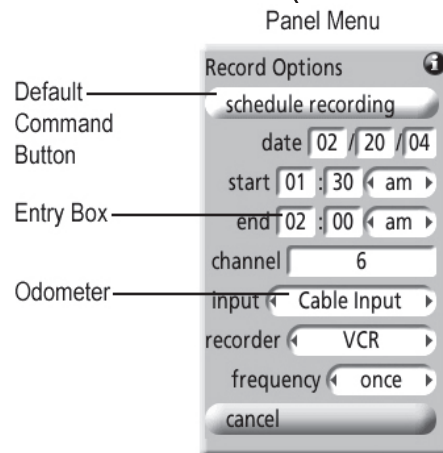 Panel Menu
Record Options i
Default Command Button
schedule recording
date 02 / 20 / 04
start 01 : 30 am
Entry Box
end 02 : 00 am
channel 6
Odometer
input Cable Input
recorder VCR
frequency once
cancel